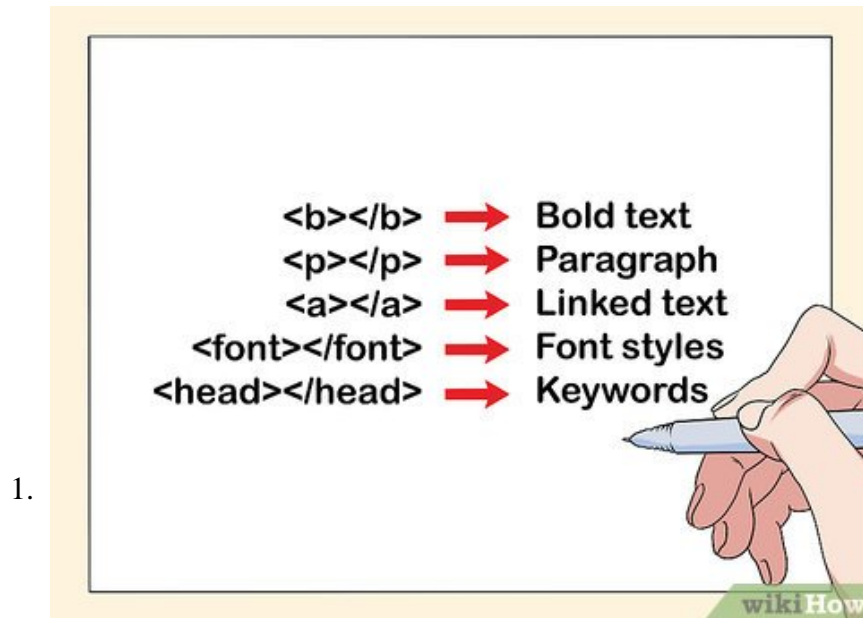 <b></b> Bold text
<p></p> Paragraph
<a></a> Linked text
<font></font> Font styles
<head></head> Keywords
1.
wikiHow